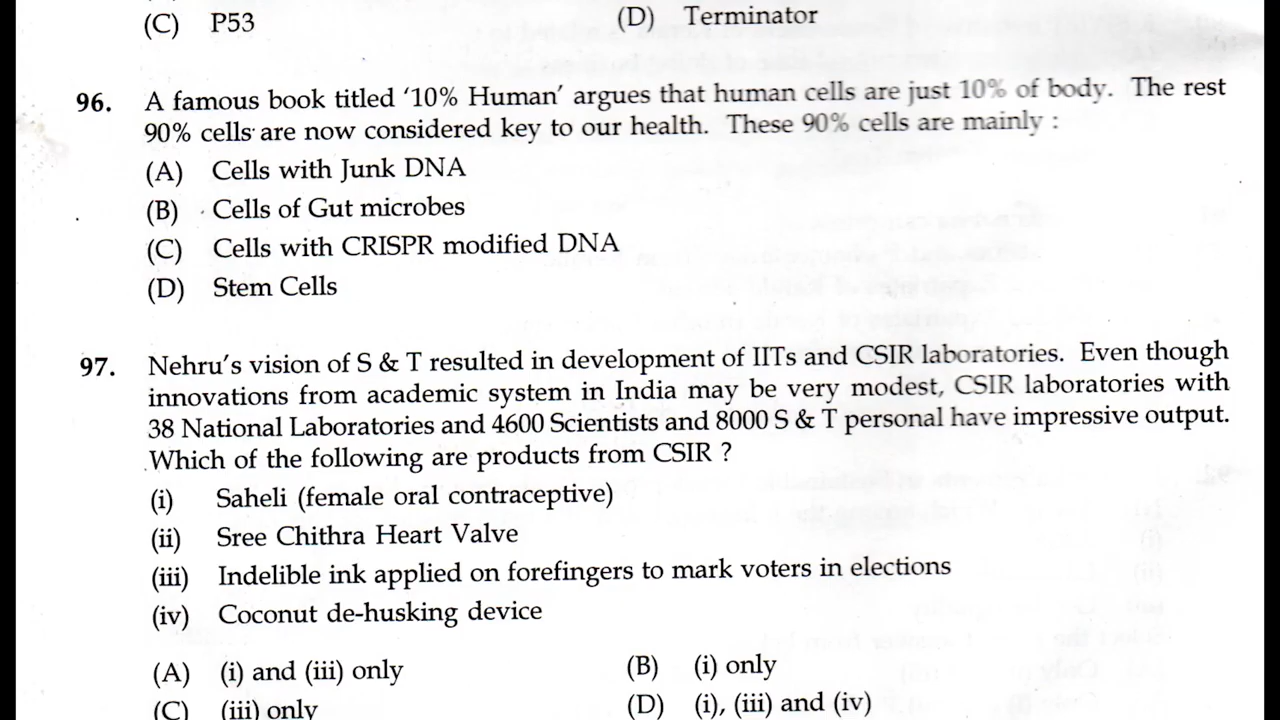 (C) P53 (D) Terminator
96. A famous book titled ‘10% Human’ argues that human cells are just 10% of body. The rest
90% cells are now considered key to our health. These 90% cells are mainly :
(A) Cells with Junk DNA
(B) Cells of Gut microbes
(C) Cells with CRISPR modified DNA
(D) Stem Cells
97. Nehru’s vision of S & T resulted in development of IITs and CSIR laboratories. Even though
innovations from academic system in India may be very modest, CSIR laboratories with
38 National Laboratories and 4600 Scientists and 8000 S & T personal have impressive output.
Which of the following are products from CSIR ?
(i) Saheli (female oral contraceptive)
(ii) Sree Chithra Heart Valve
(iii) Indelible ink applied on forefingers to mark voters in elections
(iv) Coconut de-husking device
(A) (i) and (iii) only (B) (i) only
(C) (iii) only (D) (i), (iii) and (iv)